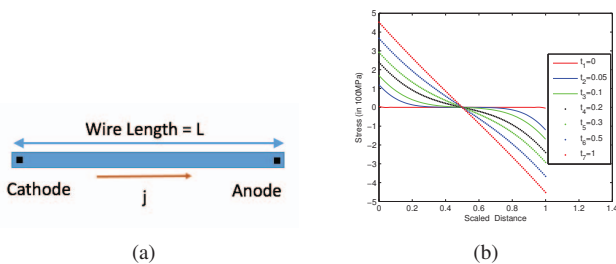 Wire Length = L
Cathode
Anode
j
(a)
Stress (in 100MPa)
5
4
3
2
1
0
-1
-2
-3
-4
-5
0
0.2
0.4
0.6
0.8
1
1.2
1.4
Scaled Distance
t1=0
t2=0.05
t3=0.1
t4=0.2
t5=0.3
t6=0.5
t7=1
(b)